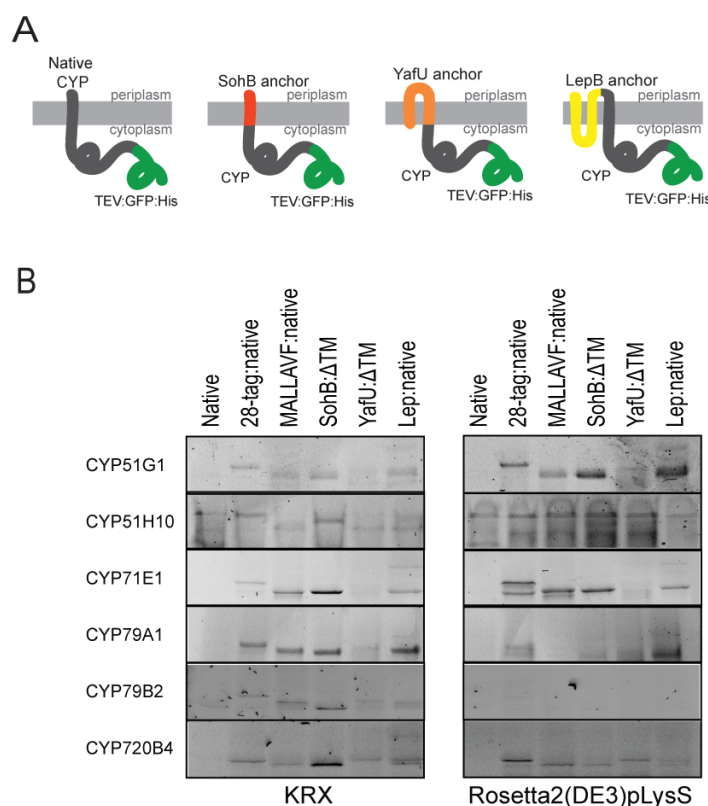 A
Native
CYP
periplasm
cytoplasm
TEV:GFP:His
SohB anchor
periplasm
cytoplasm
CYP
TEV:GFP:His
YafU anchor
periplasm
cytoplasm
CYP
TEV:GFP:His
LepB anchor
periplasm
cytoplasm
CYP
TEV:GFP:His
B
Native
28-tag:native
MALLAVF:native
SohB:ΔTM
YafU:ΔTM
Lep:native
Native
28-tag:native
MALLAVF:native
SohB:ΔTM
YafU:ΔTM
Lep:native
CYP51G1
CYP51H10
CYP71E1
CYP79A1
CYP79B2
CYP720B4
KRX
Rosetta2(DE3)pLysS